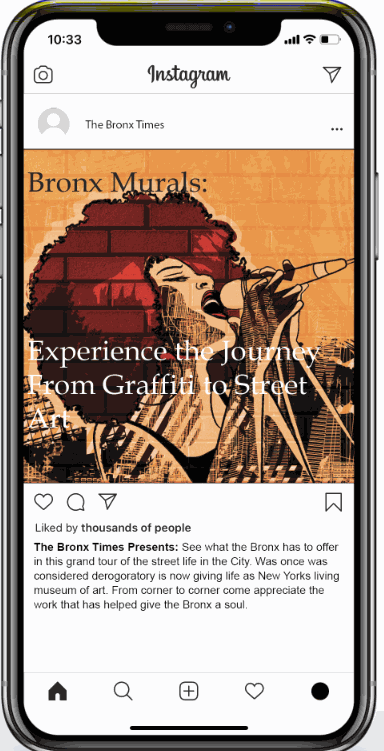 10:33
Instagram
The Bronx Times
Bronx Murals:
Experience the Journey
From Graffiti to Street
Art
Liked by thousands of people
The Bronx Times Presents: See what the Bronx has to offer
in this grand tour of the street life in the City. Was once was
considered derogoratory is now giving life as New Yorks living
museum of art. From corner to corner come appreciate the
work that has helped give the Bronx a soul.